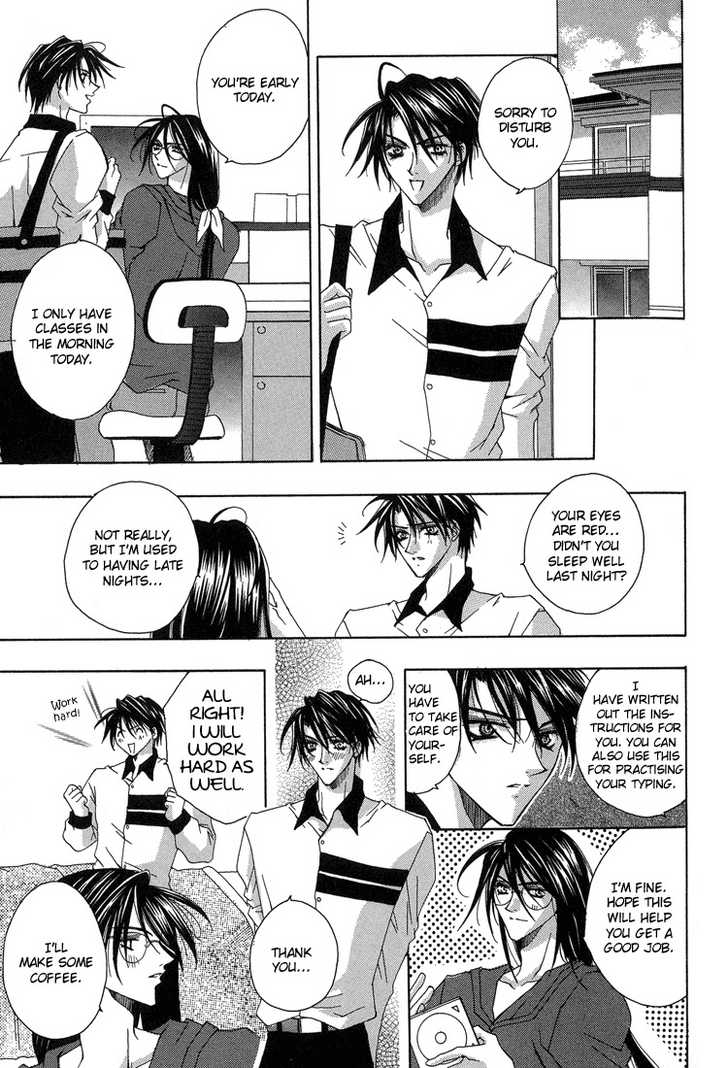 SORRY TO
DISTURB
YOU.
YOU'RE
EARLY
TODAY.
I ONLY HAVE
CLASSES IN
THE MORNING
TODAY.
YOUR EYES
ARE RED...
DIDN'T YOU
SLEEP WELL
LAST NIGHT?
NOT REALLY,
BUT I'M USED
TO HAVING LATE
NIGHTS...
I
HAVE WRITTEN
OUT THE INS-
TRUCTIONS FOR
YOU. YOU CAN
ALSO USE THIS
FOR PRACTISING
YOUR TYPING.
YOU
HAVE
TO TAKE
CARE OF
YOUR-
SELF.
I'M FINE.
HOPE THIS
WILL HELP
YOU GET A
GOOD JOB.
AH...
THANK
YOU...
ALL
RIGHT!
I WILL
WORK
HARD AS
WELL.
Work
hard!
I'LL
MAKE SOME
COFFEE.